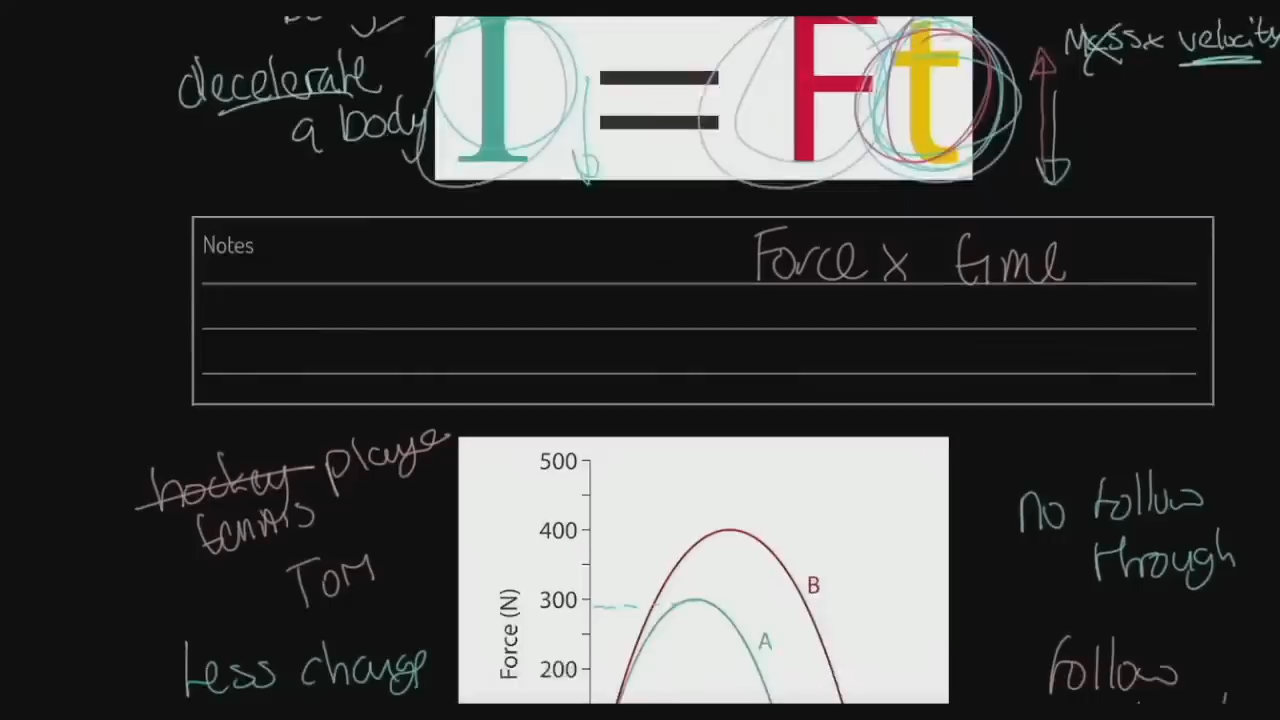 decelerate
a body
I = Ft
Mass x velocity
Notes
Force x time
hockey player
tennis
Tom
Less change
500
400
300
200
Force (N)
B
A
no follow
through
follow